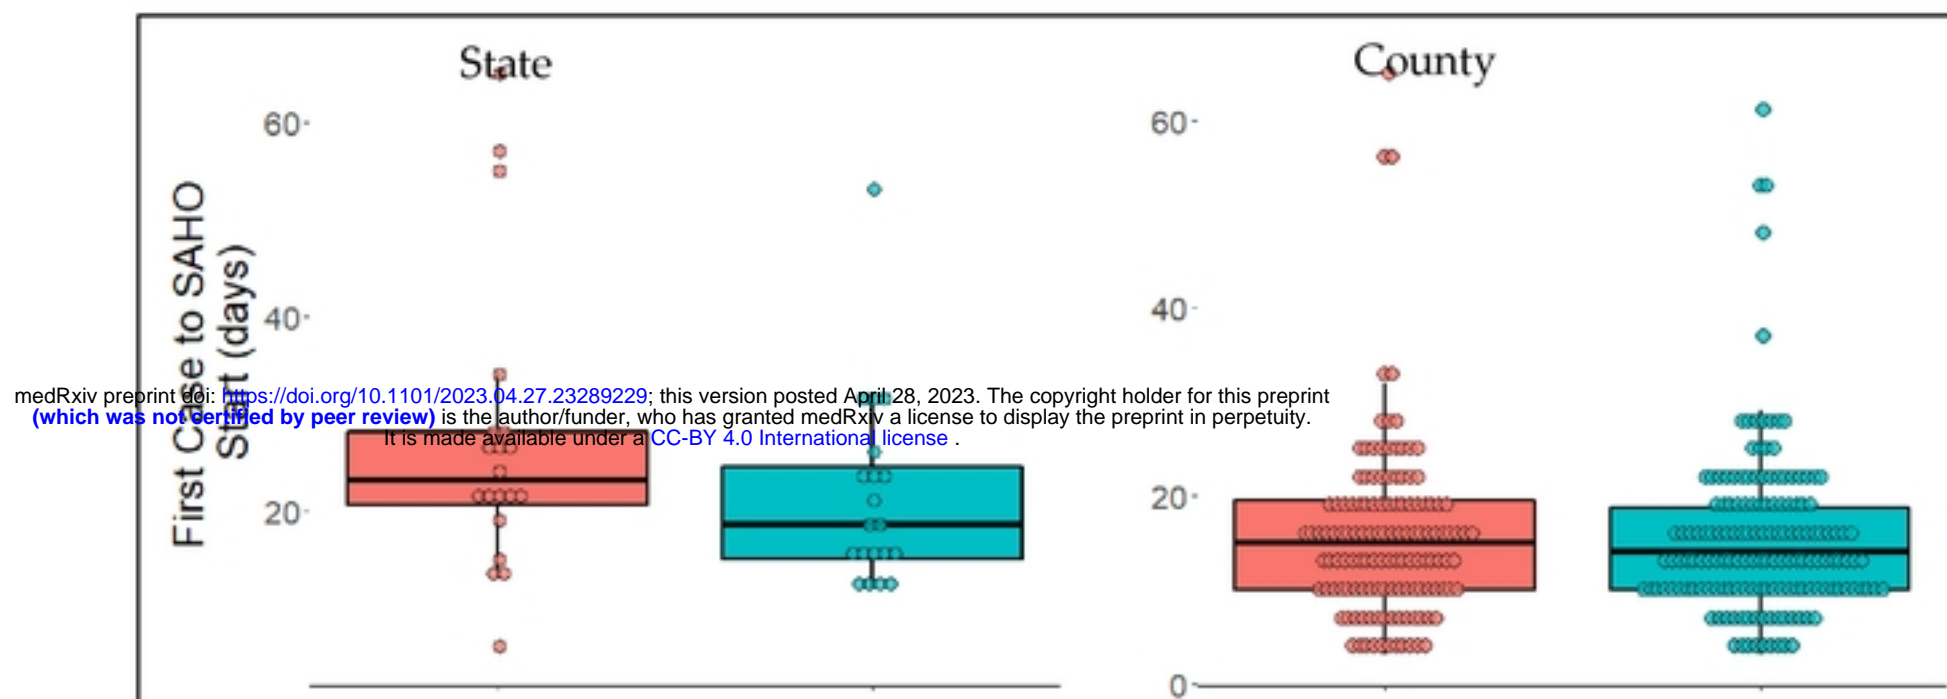 State
County
60
40
20
60
40
20
0
First Case to SAHO
Start (days)
medRxiv preprint doi: https://doi.org/10.1101/2023.04.27.23289229; this version posted April 28, 2023. The copyright holder for this preprint
(which was not certified by peer review) is the author/funder, who has granted medRxiv a license to display the preprint in perpetuity.
It is made available under a CC-BY 4.0 International license .